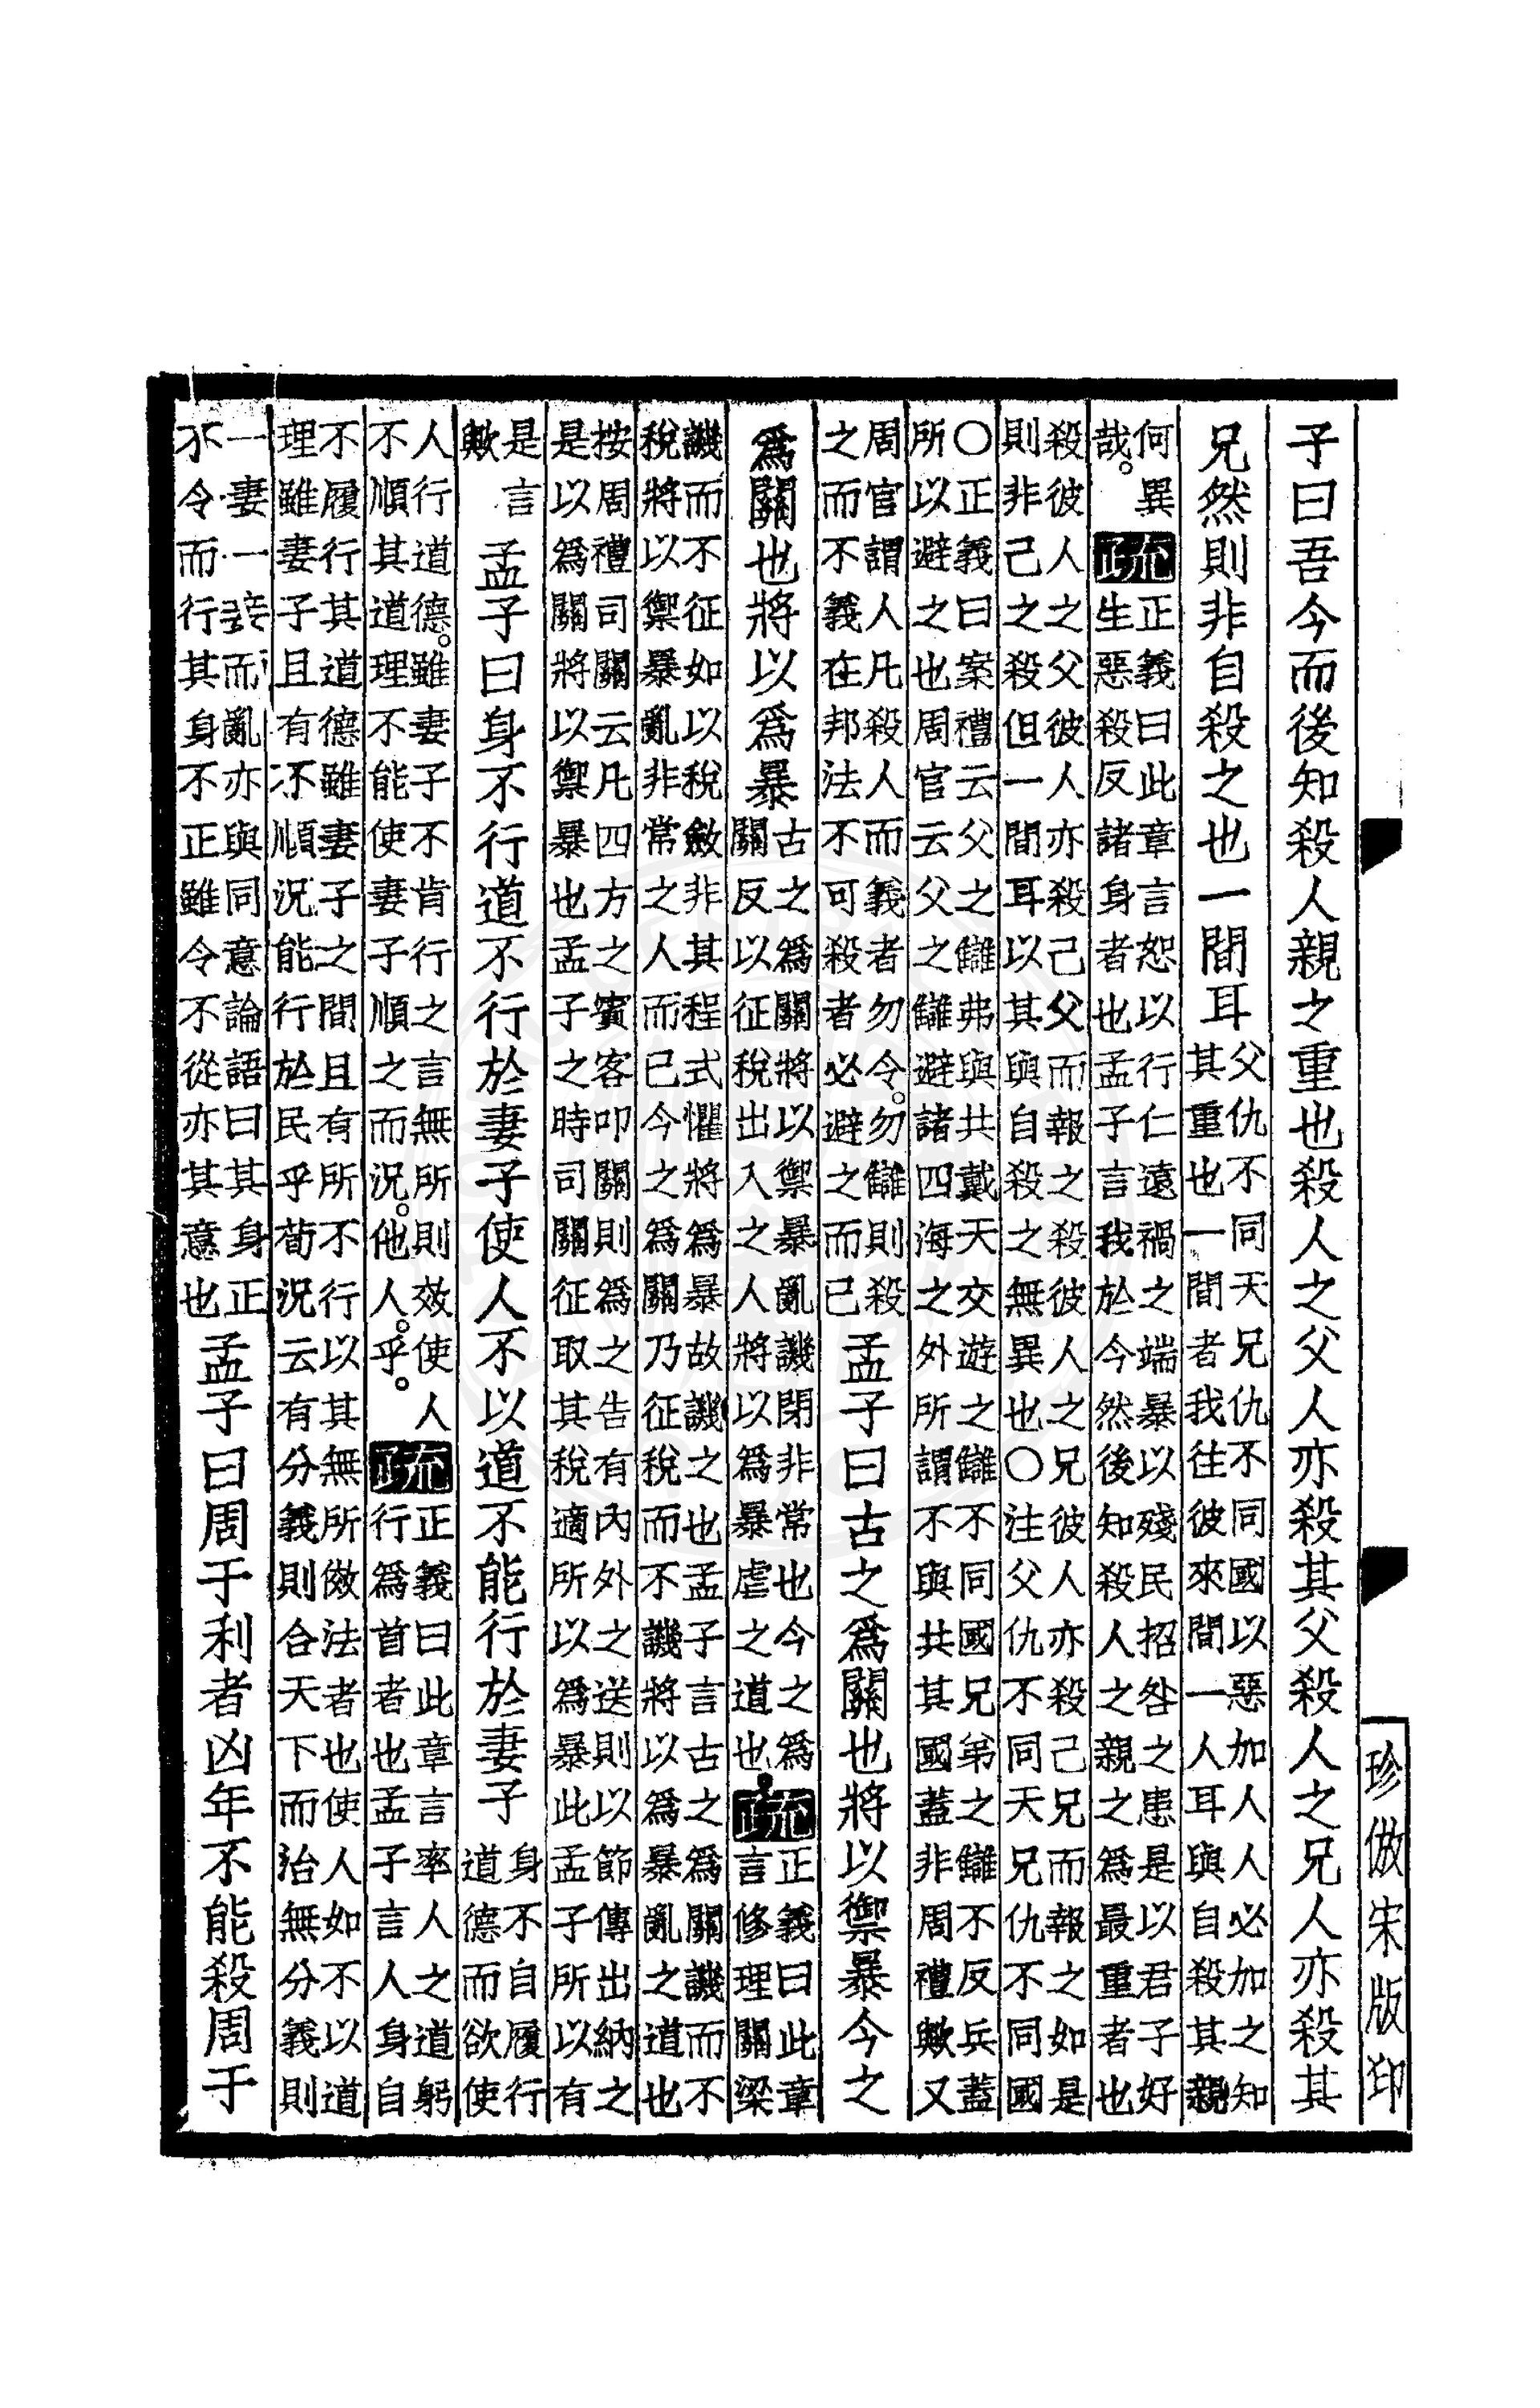 子曰吾今而後知殺人親之重也殺人之父人亦殺其父殺人之兄人亦殺其
兄然則非自殺之也一間耳
父仇不同天兄仇不同國以惡加人人必加之知
其重也一間者我往彼來間一人耳與自殺其親
何異
哉。
疏
正義曰此章言恕以行仁遠禍之端暴以殘民招咎之患是以君子好
生惡殺反諸身者也孟子言我於今然後知殺人之親之爲最重者也
殺彼人之父彼人亦殺己父而報之殺彼人之兄彼人亦殺己兄而報之如是
則非己之殺但一間耳以其與自殺之無異也○注父仇不同天兄仇不同國
○正義曰案禮云父之讎弗與共戴天交遊之讎不同國兄弟之讎不反兵蓋
所以避之也周官云父之讎避諸四海之外所謂不與共其國蓋非周禮歟又
周官謂人凡殺人而義者勿令。勿讎則殺
之而不義在邦法不可殺者必避之而已
孟子曰古之爲關也將以禦暴今之
爲關也將以爲暴
古之爲關將以禦暴亂譏閉非常也今之爲
關反以征稅出入之人將以爲暴虐之道也
疏
正義曰此章
言修理關梁
譏而不征如以稅斂非其程式懼將爲暴故譏之也孟子言古之爲關譏而不
稅將以禦暴亂非常之人而已今之爲關乃征稅而不譏將以爲暴亂之道也
按周禮司關云凡四方之賓客叩關則爲之告有內外之送則以節傳出納之
是以爲關將以禦暴也孟子之時司關征取其稅適所以爲暴此孟子所以有
是言
歟
孟子曰身不行道不行於妻子使人不以道不能行於妻子
身不自履行
道德而欲使
人行道德。雖妻子不肯行之言無所則效使人
不順其道理不能使妻子順之而況。他人。乎。
疏
正義曰此章言率人之道躬
行爲首者也孟子言人身自
不履行其道德雖妻子之間且有所不行以其無所倣法者也使人如不以道
理雖妻子且有不順況能行於民乎荀況云有分義則合天下而治無分義則
一妻一妾而亂亦與同意論語曰其身正
不令而行其身不正雖令不從亦其意也
孟子曰周于利者凶年不能殺周于
珍倣宋版印